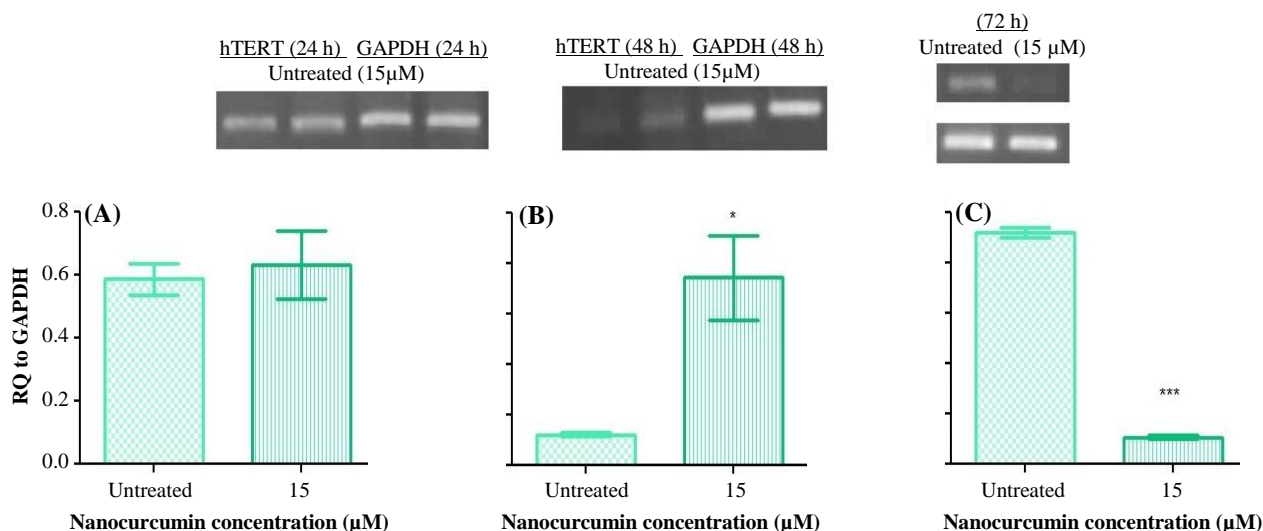 hTERT (24 h) GAPDH (24 h)
Untreated (15µM)
hTERT (48 h) GAPDH (48 h)
Untreated (15µM)
(72 h)
Untreated (15 µM)
(A)
(B)
*
(C)
***
RQ to GAPDH
0.8
0.6
0.4
0.2
0.0
Untreated 15
Nanocurcumin concentration (µM)
Untreated 15
Nanocurcumin concentration (µM)
Untreated 15
Nanocurcumin concentration (µM)